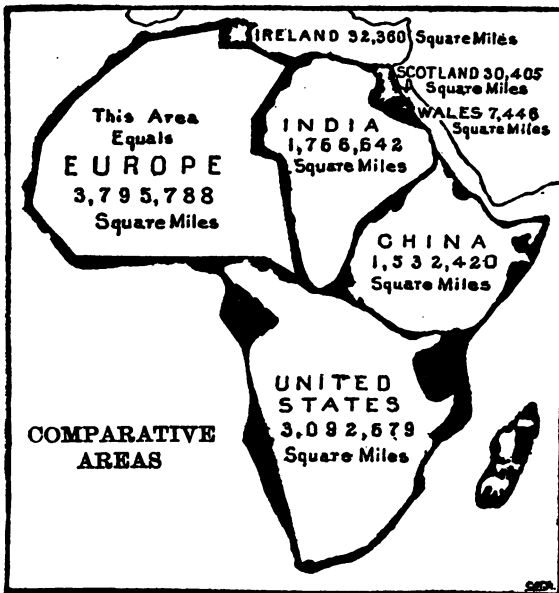 IRELAND 32,360 Square Miles
SCOTLAND 30,405
Square Miles
WALES 7,446
Square Miles
This Area
Equals
EUROPE
3,795,788
Square Miles
INDIA
1,766,642
Square Miles
CHINA
1,532,420
Square Miles
UNITED
STATES
3,092,679
Square Miles
COMPARATIVE
AREAS